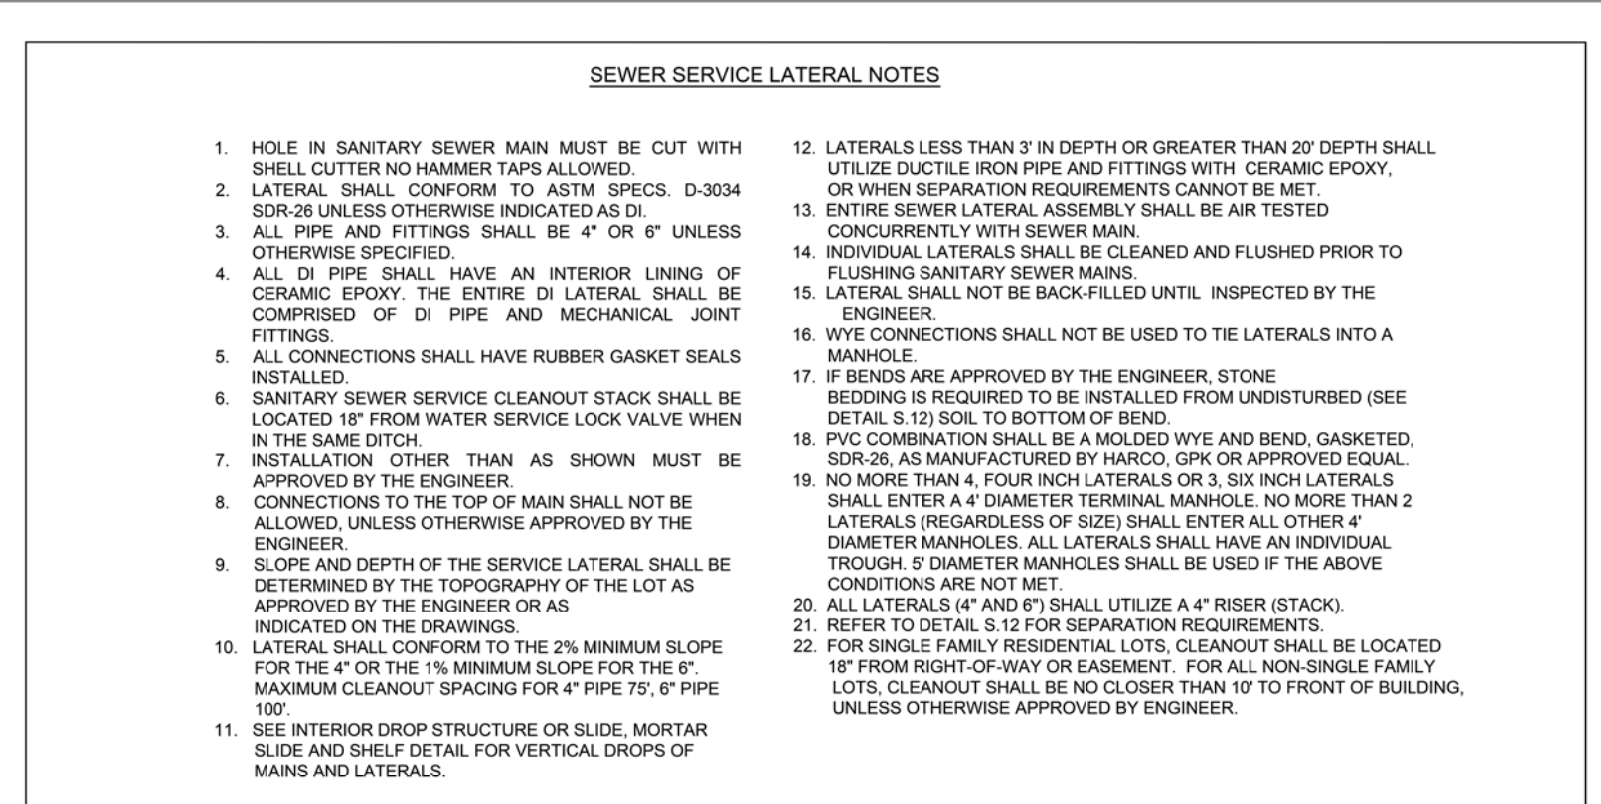 SEWER SERVICE LATERAL NOTES
1. HOLE IN SANITARY SEWER MAIN MUST BE CUT WITH
SHELL CUTTER NO HAMMER TAPS ALLOWED.
2. LATERAL SHALL CONFORM TO ASTM SPECS. D-3034
SDR-26 UNLESS OTHERWISE INDICATED AS DI.
3. ALL PIPE AND FITTINGS SHALL BE 4" OR 6" UNLESS
OTHERWISE SPECIFIED.
4. ALL DI PIPE SHALL HAVE AN INTERIOR LINING OF
CERAMIC EPOXY. THE ENTIRE DI LATERAL SHALL BE
COMPRISED OF DI PIPE AND MECHANICAL JOINT
FITTINGS.
5. ALL CONNECTIONS SHALL HAVE RUBBER GASKET SEALS
INSTALLED.
6. SANITARY SEWER SERVICE CLEANOUT STACK SHALL BE
LOCATED 18" FROM WATER SERVICE LOCK VALVE WHEN
IN THE SAME DITCH.
7. INSTALLATION OTHER THAN AS SHOWN MUST BE
APPROVED BY THE ENGINEER.
8. CONNECTIONS TO THE TOP OF MAIN SHALL NOT BE
ALLOWED, UNLESS OTHERWISE APPROVED BY THE
ENGINEER.
9. SLOPE AND DEPTH OF THE SERVICE LATERAL SHALL BE
DETERMINED BY THE TOPOGRAPHY OF THE LOT AS
APPROVED BY THE ENGINEER OR AS
INDICATED ON THE DRAWINGS.
10. LATERAL SHALL CONFORM TO THE 2% MINIMUM SLOPE
FOR THE 4" OR THE 1% MINIMUM SLOPE FOR THE 6".
MAXIMUM CLEANOUT SPACING FOR 4" PIPE 75', 6" PIPE
100'.
11. SEE INTERIOR DROP STRUCTURE OR SLIDE, MORTAR
SLIDE AND SHELF DETAIL FOR VERTICAL DROPS OF
MAINS AND LATERALS.
12. LATERALS LESS THAN 3' IN DEPTH OR GREATER THAN 20' DEPTH SHALL
UTILIZE DUCTILE IRON PIPE AND FITTINGS WITH CERAMIC EPOXY,
OR WHEN SEPARATION REQUIREMENTS CANNOT BE MET.
13. ENTIRE SEWER LATERAL ASSEMBLY SHALL BE AIR TESTED
CONCURRENTLY WITH SEWER MAIN.
14. INDIVIDUAL LATERALS SHALL BE CLEANED AND FLUSHED PRIOR TO
FLUSHING SANITARY SEWER MAINS.
15. LATERAL SHALL NOT BE BACK-FILLED UNTIL INSPECTED BY THE
ENGINEER.
16. WYE CONNECTIONS SHALL NOT BE USED TO TIE LATERALS INTO A
MANHOLE.
17. IF BENDS ARE APPROVED BY THE ENGINEER, STONE
BEDDING IS REQUIRED TO BE INSTALLED FROM UNDISTURBED (SEE
DETAIL S.12) SOIL TO BOTTOM OF BEND.
18. PVC COMBINATION SHALL BE A MOLDED WYE AND BEND, GASKETED,
SDR-26, AS MANUFACTURED BY HARCO, GPK OR APPROVED EQUAL.
19. NO MORE THAN 4, FOUR INCH LATERALS OR 3, SIX INCH LATERALS
SHALL ENTER A 4' DIAMETER TERMINAL MANHOLE. NO MORE THAN 2
LATERALS (REGARDLESS OF SIZE) SHALL ENTER ALL OTHER 4'
DIAMETER MANHOLES. ALL LATERALS SHALL HAVE AN INDIVIDUAL
TROUGH. 5' DIAMETER MANHOLES SHALL BE USED IF THE ABOVE
CONDITIONS ARE NOT MET.
20. ALL LATERALS (4" AND 6") SHALL UTILIZE A 4" RISER (STACK).
21. REFER TO DETAIL S.12 FOR SEPARATION REQUIREMENTS.
22. FOR SINGLE FAMILY RESIDENTIAL LOTS, CLEANOUT SHALL BE LOCATED
18" FROM RIGHT-OF-WAY OR EASEMENT. FOR ALL NON-SINGLE FAMILY
LOTS, CLEANOUT SHALL BE NO CLOSER THAN 10' TO FRONT OF BUILDING,
UNLESS OTHERWISE APPROVED BY ENGINEER.